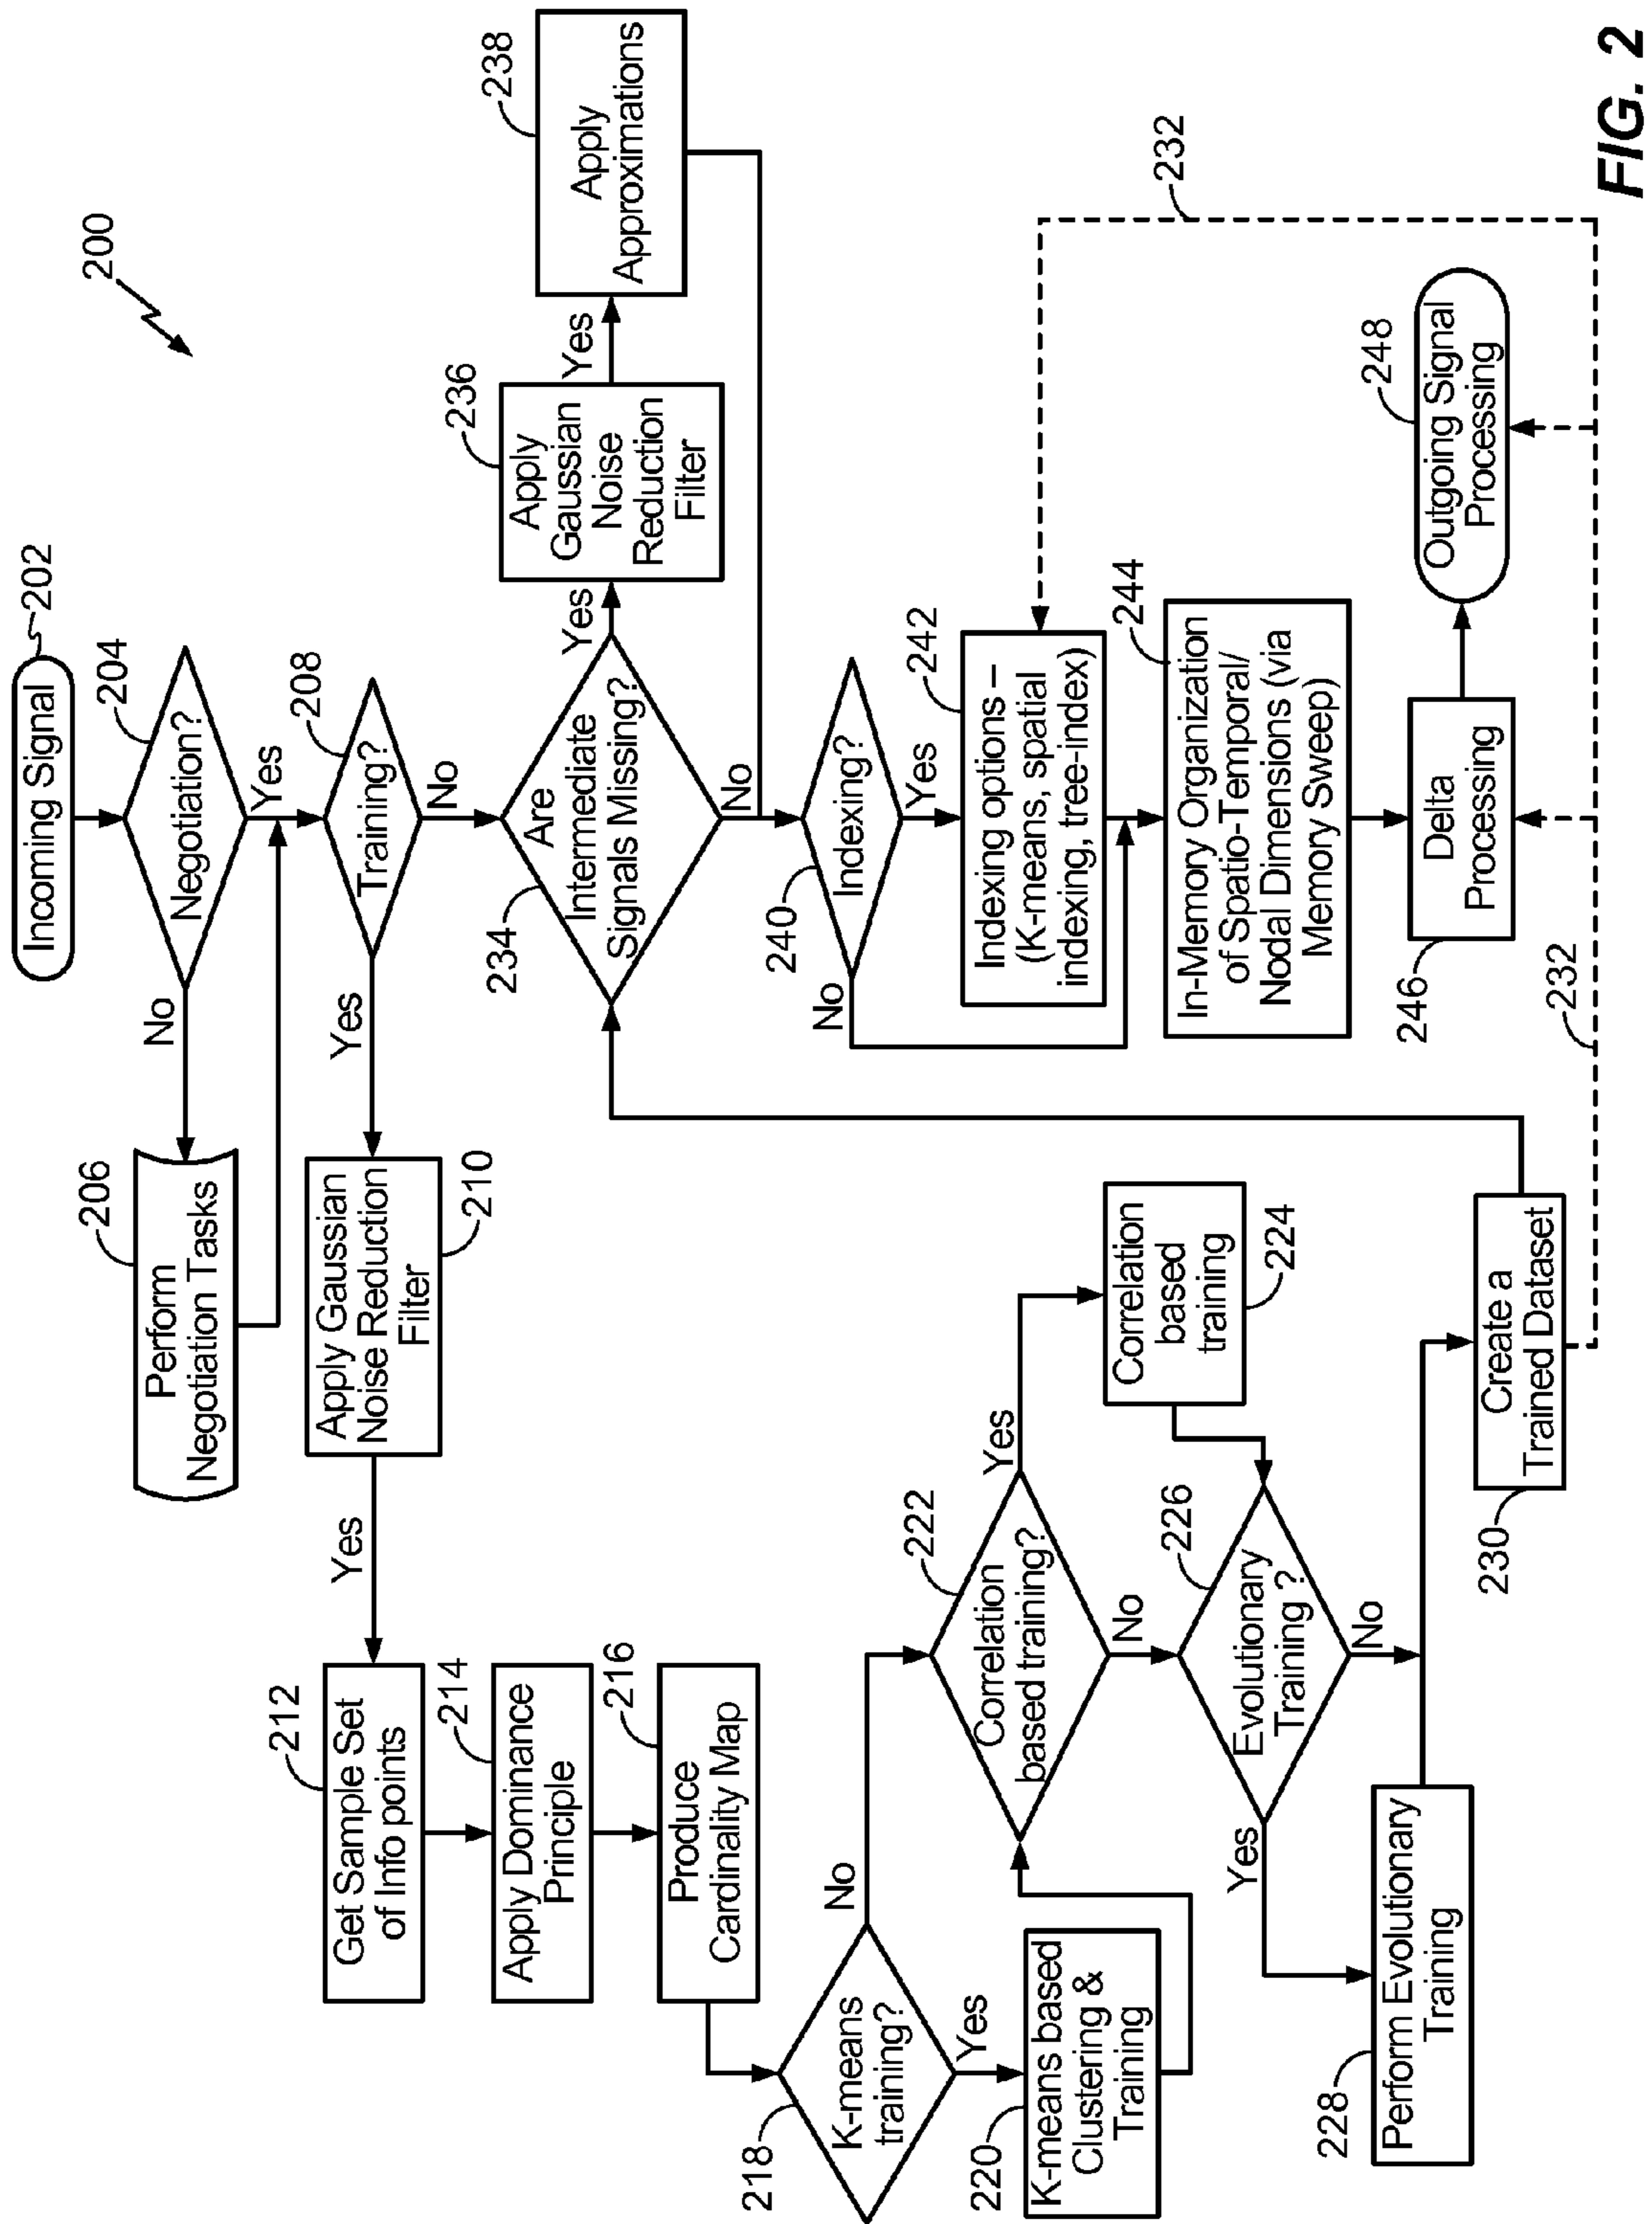 200
Incoming Signal
202
204
Negotiation?
No
Yes
206
Perform
Negotiation Tasks
208
Training?
Yes
No
Apply Gaussian
Noise Reduction
Filter
210
Yes
212
Get Sample Set
of Info points
214
Apply Dominance
Principle
216
Produce
Cardinality Map
218
K-means
training?
No
Yes
220
K-means based
Clustering &
Training
222
Correlation
based training?
Yes
No
Correlation
based
training
224
226
Evolutionary
Training ?
Yes
No
228
Perform Evolutionary
Training
230
Create a
Trained Dataset
232
234
Are
Intermediate
Signals Missing?
Yes
No
236
Apply
Gaussian
Noise
Reduction
Filter
Yes
238
Apply
Approximations
240
Indexing?
No
Yes
242
Indexing options –
(K-means, spatial
indexing, tree-index)
232
244
In-Memory Organization
of Spatio-Temporal/
Nodal Dimensions (via
Memory Sweep)
246
Delta
Processing
248
Outgoing Signal
Processing
FIG. 2